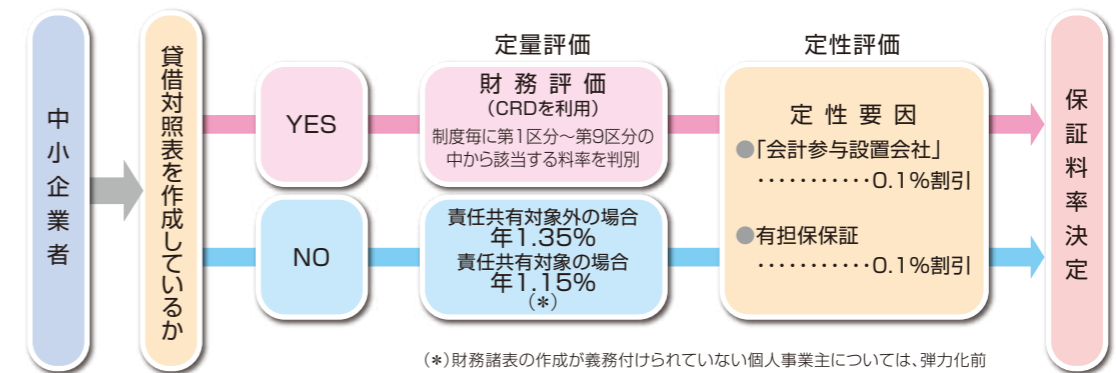 中小企業者
貸借対照表を作成しているか
YES
NO
定量評価
財務評価
(CRDを利用)
制度毎に第1区分～第9区分の
中から該当する料率を判別
責任共有対象外の場合
年1.35%
責任共有対象の場合
年1.15%
(*)
定性評価
定性要因
●「会計参与設置会社」
･･･････････0.1%割引
●有担保保証
･･･････････0.1%割引
保証料率決定
(*)財務諸表の作成が義務付けられていない個人事業主については、弾力化前